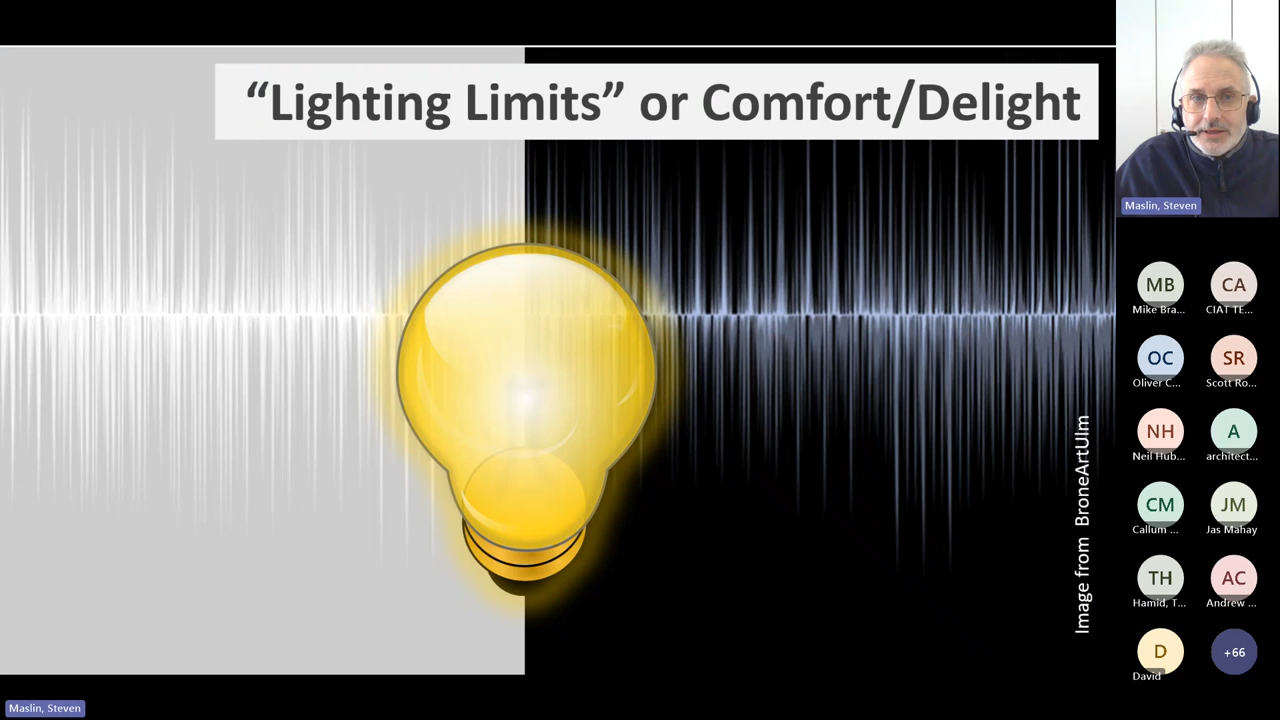 “Lighting Limits” or Comfort/Delight
Image from BroneArtUlm
Maslin, Steven
Maslin, Steven
MB
Mike Bra...
CA
CIAT TE...
OC
Oliver C...
SR
Scott Ro...
NH
Neil Hub...
A
architect...
CM
Callum ...
JM
Jas Mahay
TH
Hamid, T...
AC
Andrew ...
D
David
+66